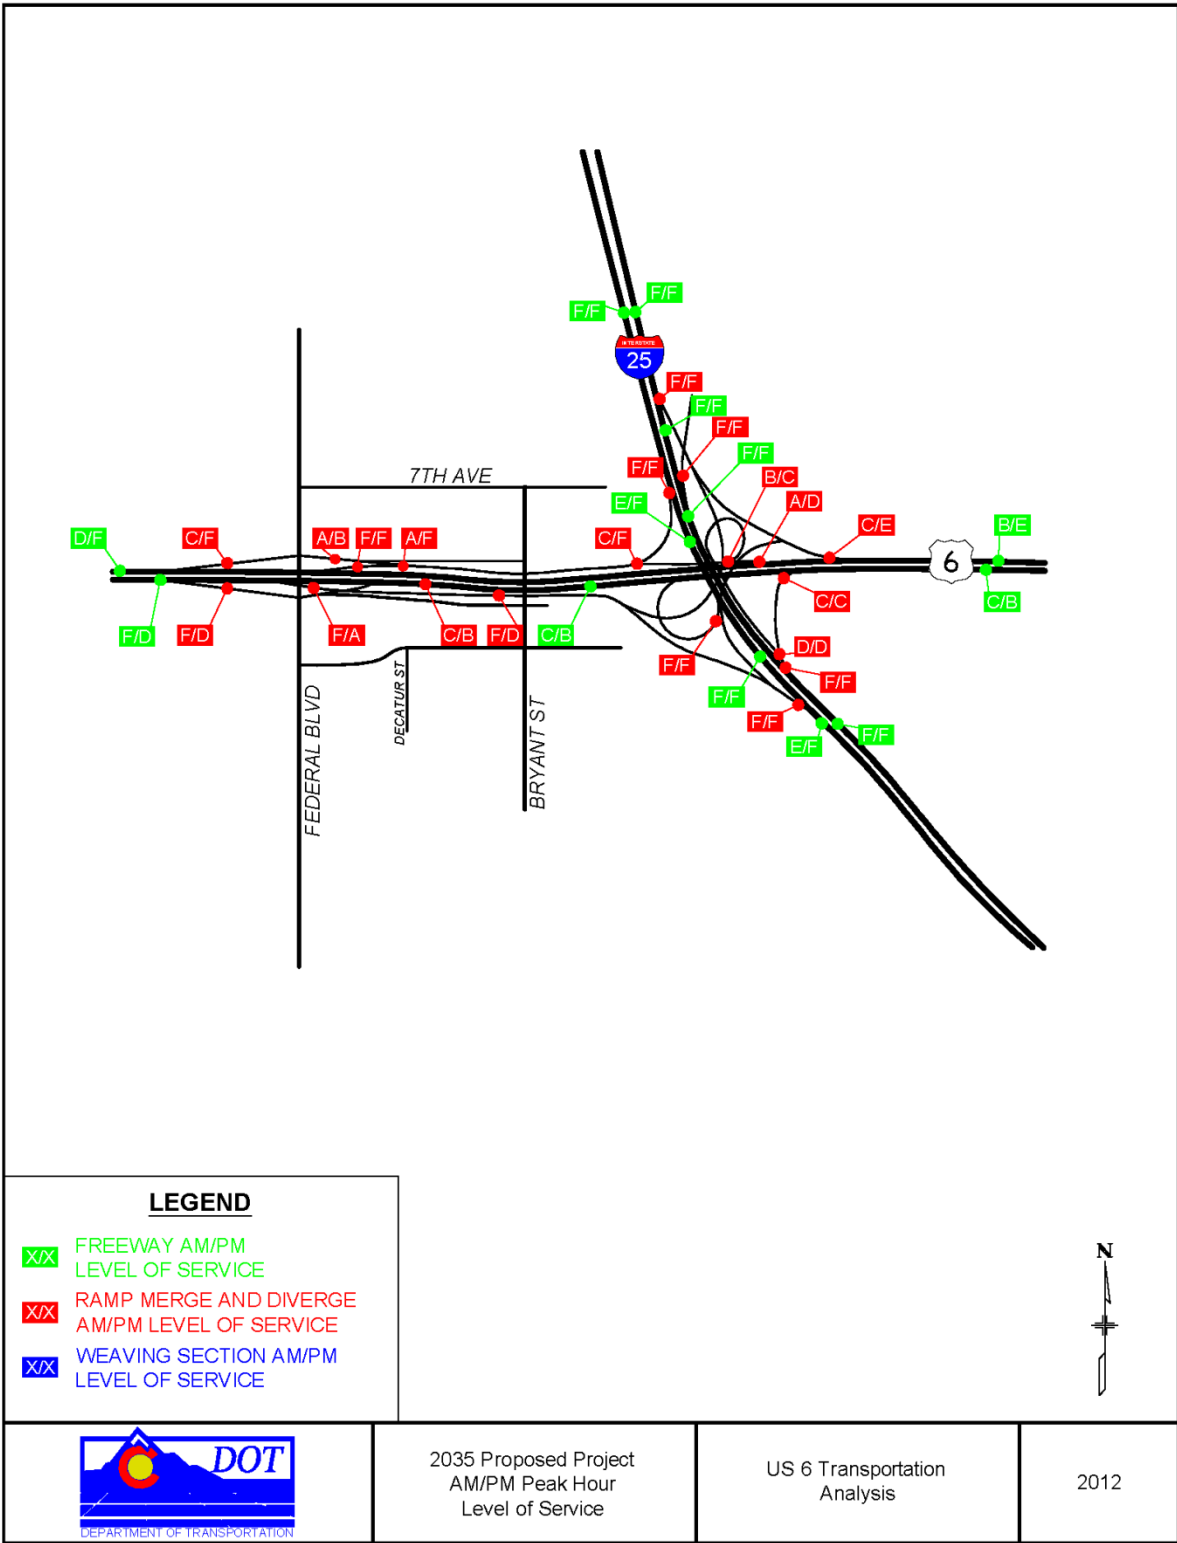 F/F
F/F
INTERSTATE
25
F/F
F/F
F/F
F/F
F/F
B/C
E/F
A/D
7TH AVE
D/F
C/F
A/B
F/F
A/F
C/F
C/E
B/E
6
F/D
F/D
F/A
C/B
F/D
C/B
C/C
C/B
F/F
D/D
F/F
F/F
F/F
E/F
F/F
FEDERAL BLVD
DECATUR ST
BRYANT ST
LEGEND
X/X FREEWAY AM/PM
LEVEL OF SERVICE
X/X RAMP MERGE AND DIVERGE
AM/PM LEVEL OF SERVICE
X/X WEAVING SECTION AM/PM
LEVEL OF SERVICE
N
DOT
DEPARTMENT OF TRANSPORTATION
2035 Proposed Project
AM/PM Peak Hour
Level of Service
US 6 Transportation
Analysis
2012